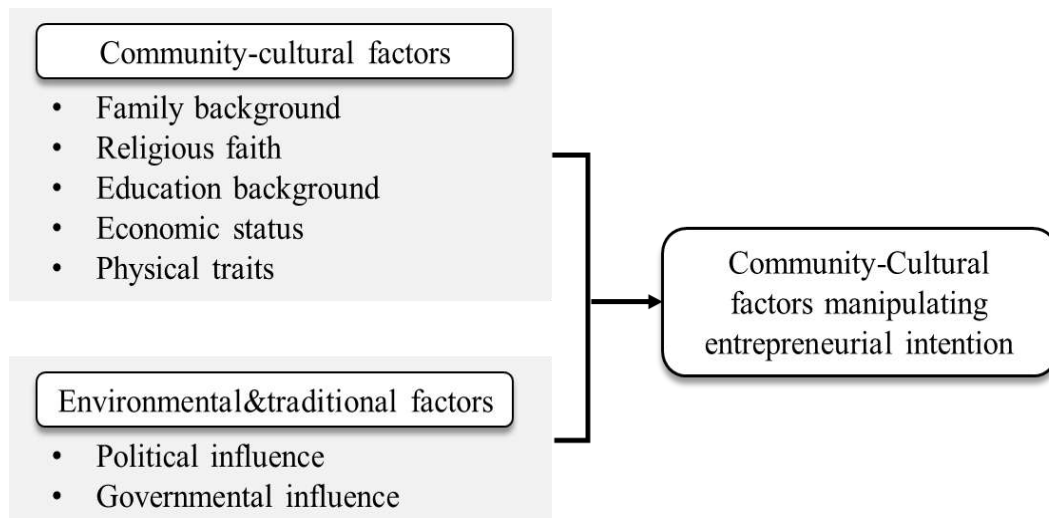 Community-cultural factors
• Family background
• Religious faith
• Education background
• Economic status
• Physical traits
Community-Cultural
factors manipulating
entrepreneurial intention
Environmental&traditional factors
• Political influence
• Governmental influence